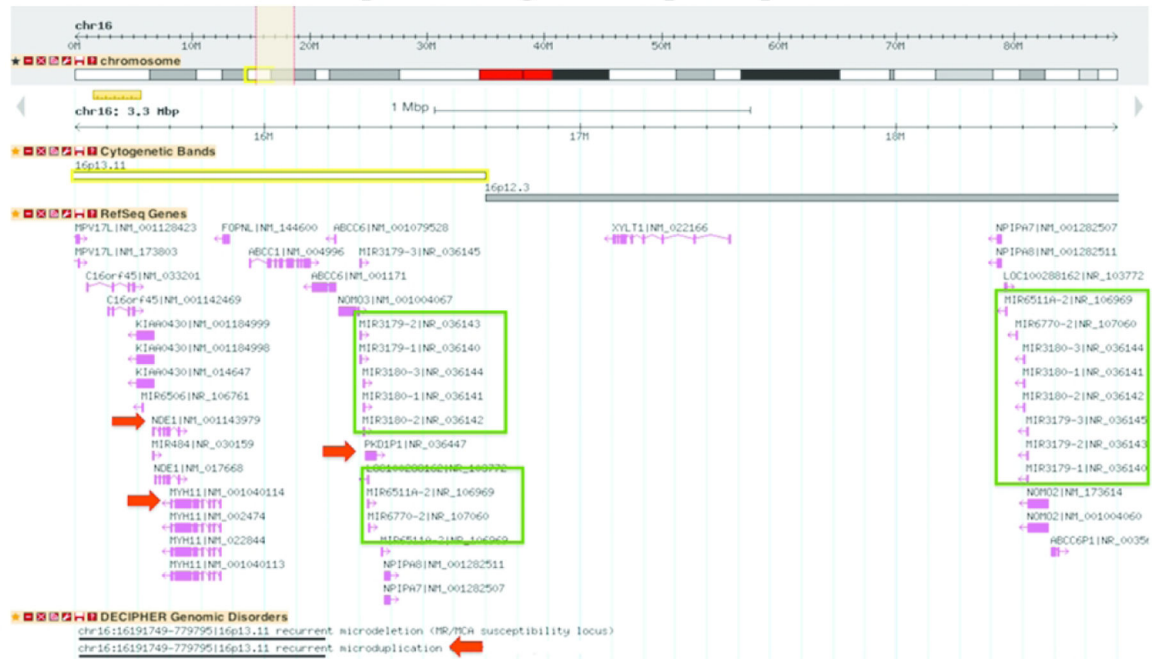 chr16
0M 10M 20M 30M 40M 50M 60M 70M 80M
chromosome
chr16: 3.3 Mbp
1 Mbp
16M 17M 18M
Cytogenetic Bands
16p13.11
16p12.3
RefSeq Genes
MPV17L|NM_001128423 FOPNL|NM_144600 ABCC6|NM_001079528 XYLT1|NM_022166 NPIPA7|NM_001282507
MPV17L|NM_173803 ABCC1|NM_004996 MIR3179-3|NR_036145 NPIPA8|NM_001282511
C16orf45|NM_033201 ABCC6|NM_001171 LOC100288162|NR_103772
C16orf45|NM_001142469 NOMO3|NM_001004067 MIR6511A-2|NR_106969
KIAA0430|NM_001184999 MIR3179-2|NR_036143 MIR6770-2|NR_107060
KIAA0430|NM_001184998 MIR3179-1|NR_036140 MIR3180-3|NR_036144
KIAA0430|NM_014647 MIR3180-3|NR_036144 MIR3180-1|NR_036141
MIR6506|NR_106761 MIR3180-1|NR_036141 MIR3180-2|NR_036142
NDE1|NM_001143979 MIR3180-2|NR_036142 MIR3179-3|NR_036145
MIR484|NR_030159 PKD1P1|NR_036447 MIR3179-2|NR_036143
NDE1|NM_017668 LOC100288162|NR_103772 MIR3179-1|NR_036140
MYH11|NM_001040114 MIR6511A-2|NR_106969 NOMO2|NM_173614
MYH11|NM_002474 MIR6770-2|NR_107060 NOMO2|NM_001004060
MYH11|NM_022844 MIR6511A-2|NR_106969 ABCC6P1|NR_0035
MYH11|NM_001040113 NPIPA8|NM_001282511
NPIPA7|NM_001282507
DECIPHER Genomic Disorders
chr16:16191749-779795|16p13.11 recurrent microdeletion (MR/MCA susceptibility locus)
chr16:16191749-779795|16p13.11 recurrent microduplication